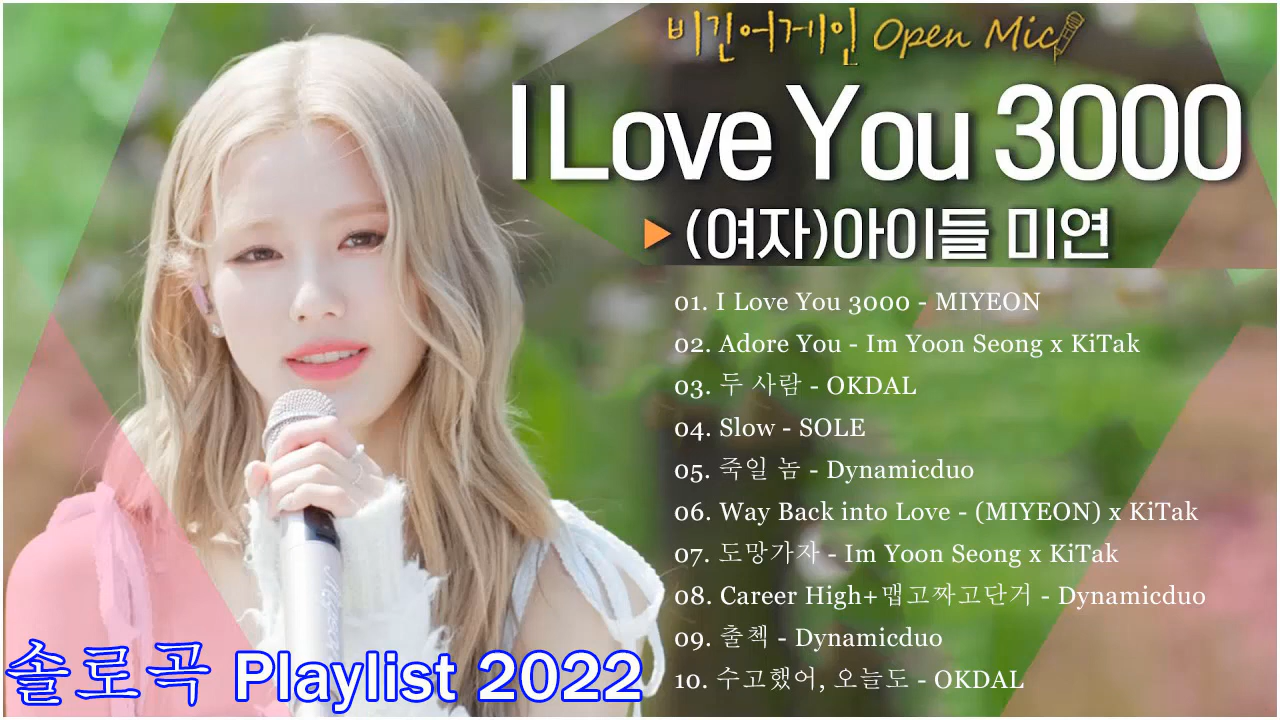 비긴어게인 Open Mic
I Love You 3000
(여자)아이들 미연
01. I Love You 3000 - MIYEON
02. Adore You - Im Yoon Seong x KiTak
03. 두 사람 - OKDAL
04. Slow - SOLE
05. 죽일 놈 - Dynamicduo
06. Way Back into Love - (MIYEON) x KiTak
07. 도망가자 - Im Yoon Seong x KiTak
08. Career High+맵고짜고단거 - Dynamicduo
09. 출첵 - Dynamicduo
10. 수고했어, 오늘도 - OKDAL
솔로곡 Playlist 2022